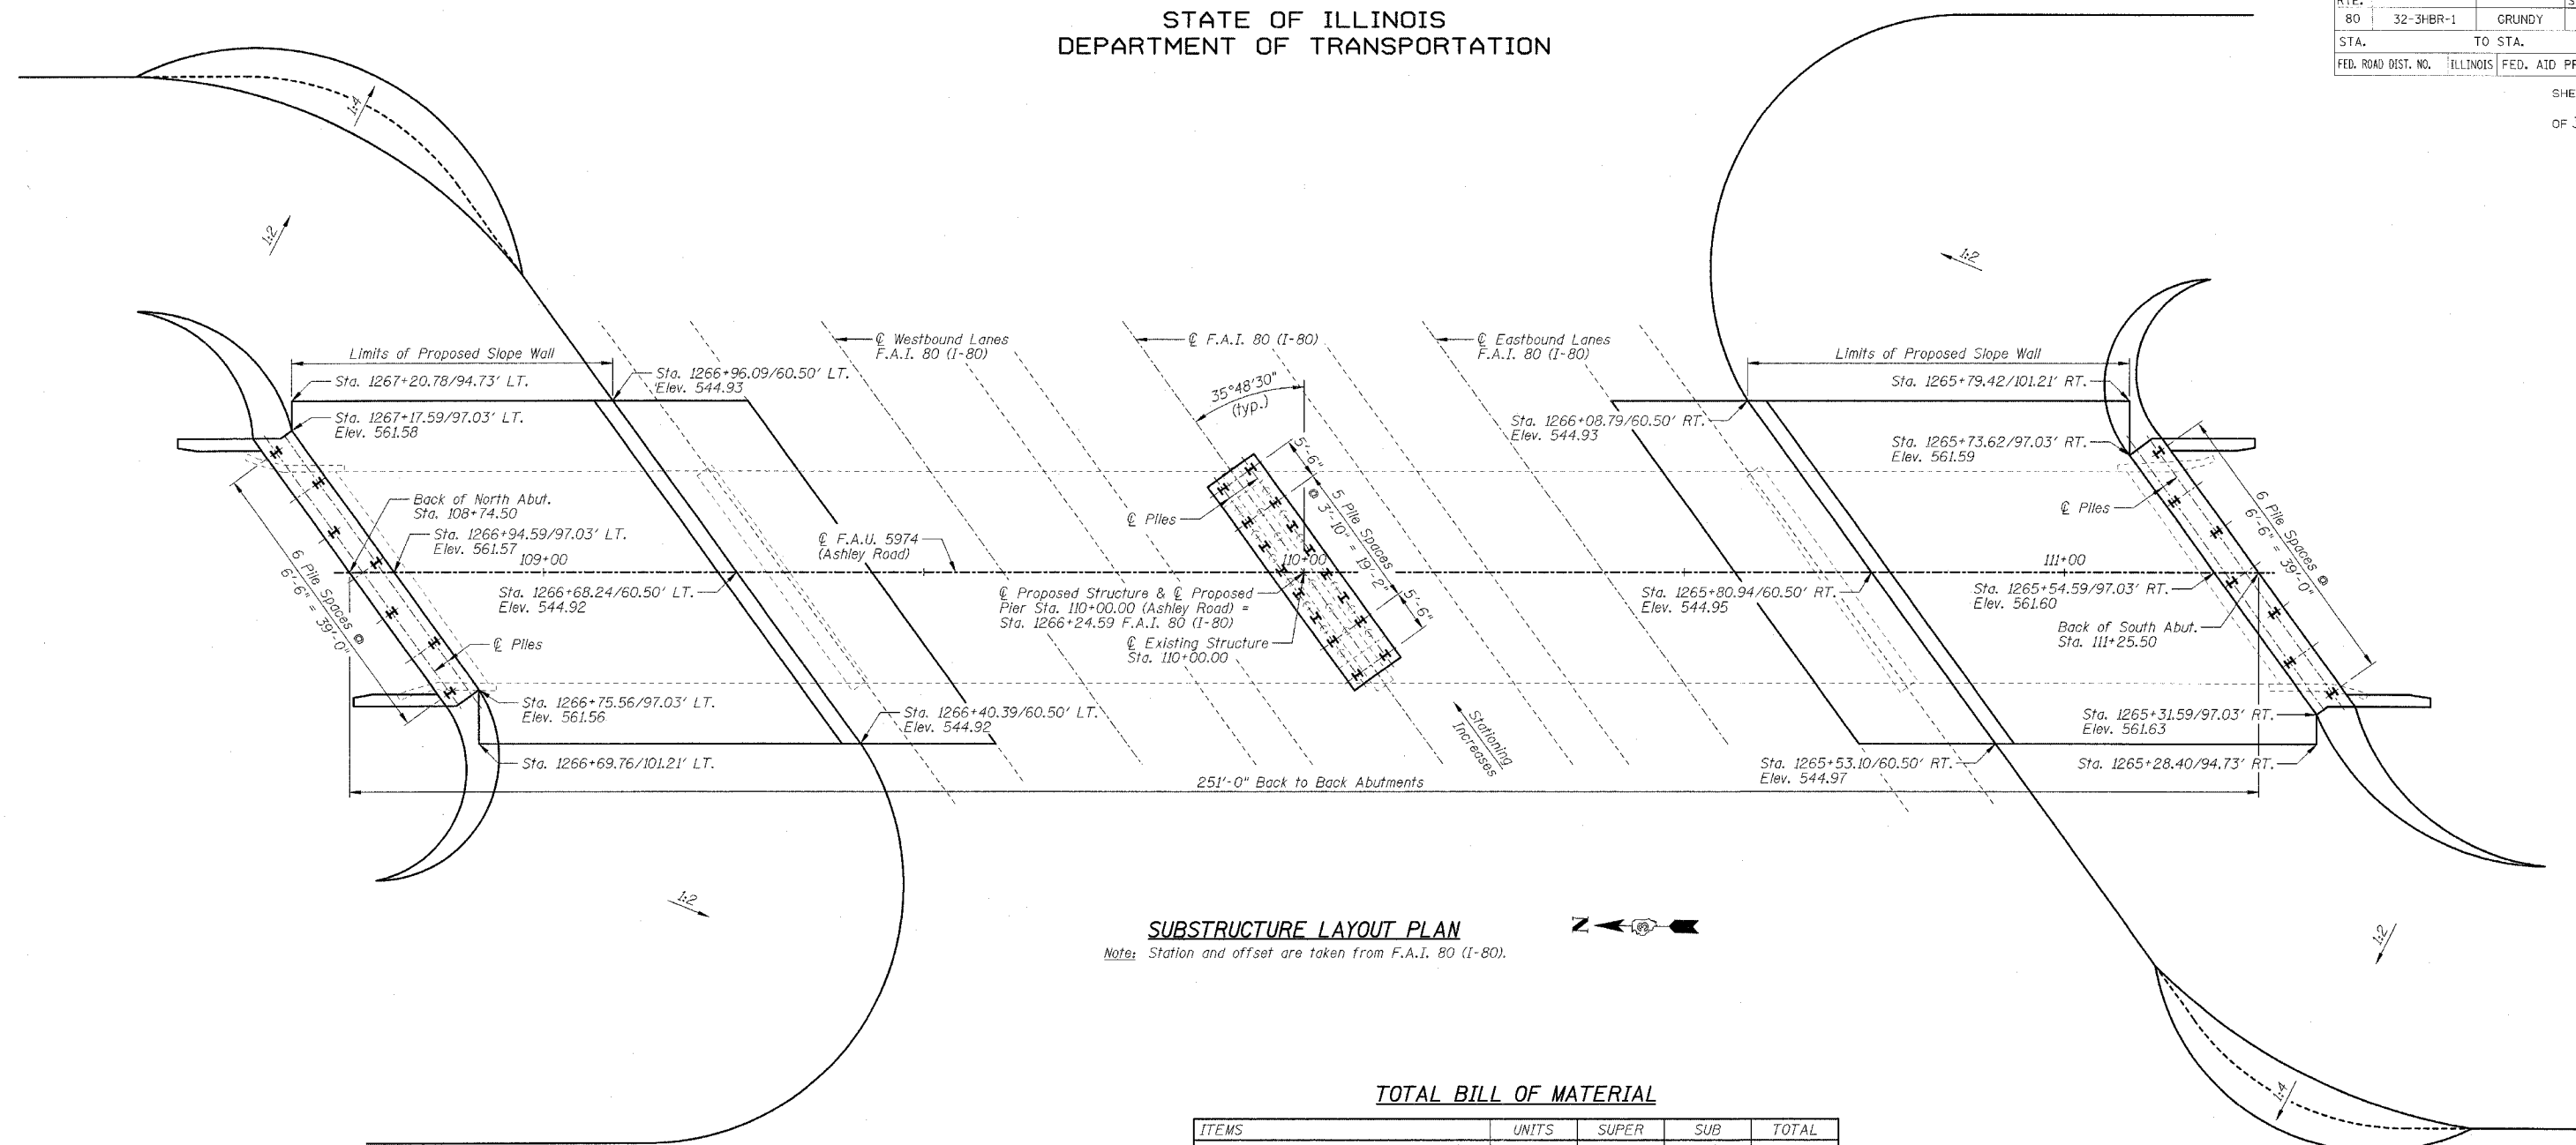 STATE OF ILLINOIS
DEPARTMENT OF TRANSPORTATION
RTE.
80 32-3HBR-1 GRUNDY
STA. TO STA.
FED. ROAD DIST. NO. ILLINOIS FED. AID
SHE
OF
1:4
1:2
1:2
Limits of Proposed Slope Wall
Sta. 1267+20.78/94.73' LT.
Sta. 1266+96.09/60.50' LT.
Elev. 544.93
Sta. 1267+17.59/97.03' LT.
Elev. 561.58
Back of North Abut.
Sta. 108+74.50
Sta. 1266+94.59/97.03' LT.
Elev. 561.57
109+00
6 Pile Spaces @
6'-6" = 39'-0"
Sta. 1266+68.24/60.50' LT.
Elev. 544.92
℄ Piles
Sta. 1266+75.56/97.03' LT.
Elev. 561.56
Sta. 1266+40.39/60.50' LT.
Elev. 544.92
Sta. 1266+69.76/101.21' LT.
℄ Westbound Lanes
F.A.I. 80 (I-80)
℄ F.A.I. 80 (I-80)
℄ Eastbound Lanes
F.A.I. 80 (I-80)
35°48'30"
(typ.)
5'-6"
5 Pile Spaces
@ 3'-10" = 19'-2"
5'-6"
℄ Piles
℄ F.A.U. 5974
(Ashley Road)
110+00
℄ Proposed Structure & ℄ Proposed
Pier Sta. 110+00.00 (Ashley Road) =
Sta. 1266+24.59 F.A.I. 80 (I-80)
℄ Existing Structure
Sta. 110+00.00
Stationing
Increases
251'-0" Back to Back Abutments
Limits of Proposed Slope Wall
Sta. 1265+79.42/101.21' RT.
Sta. 1266+08.79/60.50' RT.
Elev. 544.93
Sta. 1265+73.62/97.03' RT.
Elev. 561.59
℄ Piles
6 Pile Spaces @
6'-6" = 39'-0"
111+00
Sta. 1265+80.94/60.50' RT.
Elev. 544.95
Sta. 1265+54.59/97.03' RT.
Elev. 561.60
Back of South Abut.
Sta. 111+25.50
Sta. 1265+31.59/97.03' RT.
Elev. 561.63
Sta. 1265+53.10/60.50' RT.
Elev. 544.97
Sta. 1265+28.40/94.73' RT.
1:2
SUBSTRUCTURE LAYOUT PLAN
Z
Note: Station and offset are taken from F.A.I. 80 (I-80).
1:2
1:4
TOTAL BILL OF MATERIAL
ITEMS UNITS SUPER SUB TOTAL